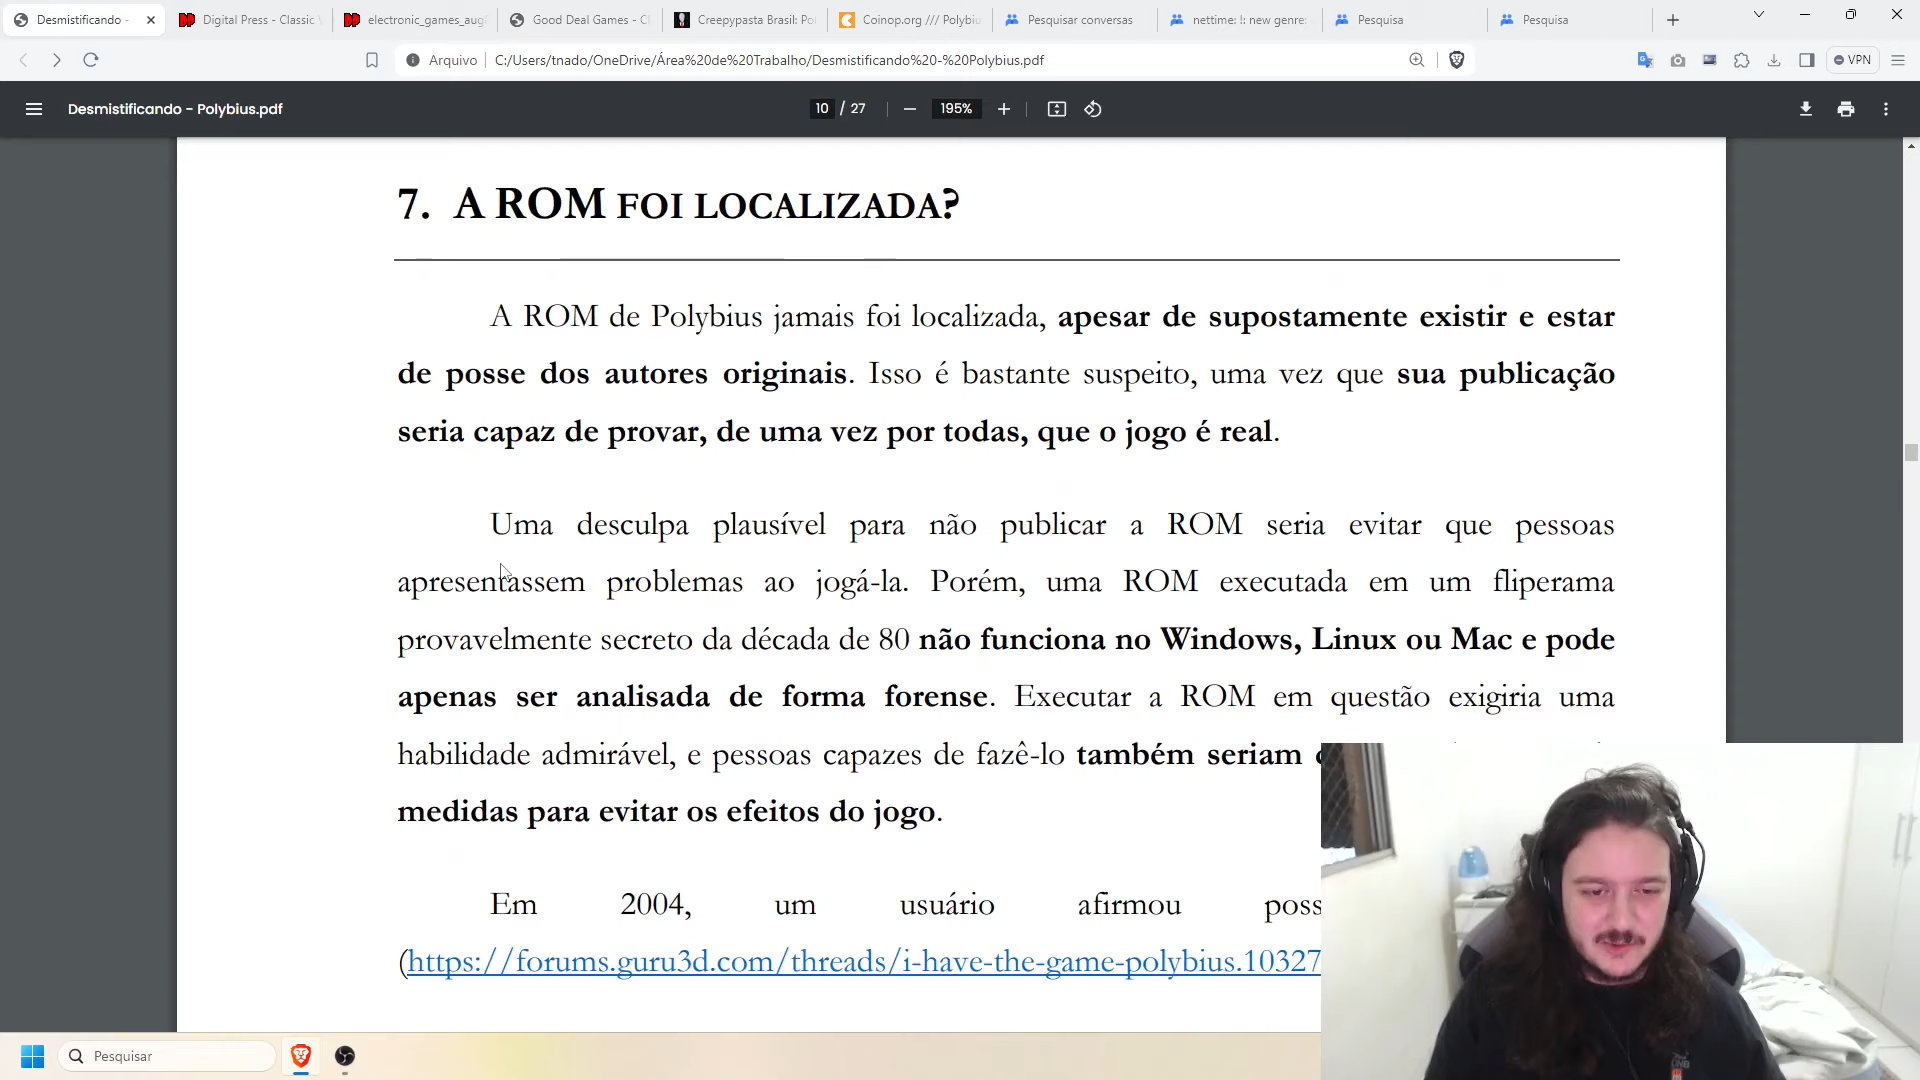 Desmistificando -
Digital Press - Classic
electronic_games_aug
Good Deal Games - C
Creepypasta Brasil: Po
Coinop.org /// Polybiu
Pesquisar conversas
nettime: !: new genre:
Pesquisa
Pesquisa
Arquivo
C:/Users/tnado/OneDrive/Área%20de%20Trabalho/Desmistificando%20-%20Polybius.pdf
VPN
Desmistificando - Polybius.pdf
10 / 27
195%
7. A ROM FOI LOCALIZADA?
A ROM de Polybius jamais foi localizada, apesar de supostamente existir e estar
de posse dos autores originais. Isso é bastante suspeito, uma vez que sua publicação
seria capaz de provar, de uma vez por todas, que o jogo é real.
Uma desculpa plausível para não publicar a ROM seria evitar que pessoas
apresentassem problemas ao jogá-la. Porém, uma ROM executada em um fliperama
provavelmente secreto da década de 80 não funciona no Windows, Linux ou Mac e pode
apenas ser analisada de forma forense. Executar a ROM em questão exigiria uma
habilidade admirável, e pessoas capazes de fazê-lo também seriam
medidas para evitar os efeitos do jogo.
Em 2004, um usuário afirmou poss
(https://forums.guru3d.com/threads/i-have-the-game-polybius.10327
Pesquisar